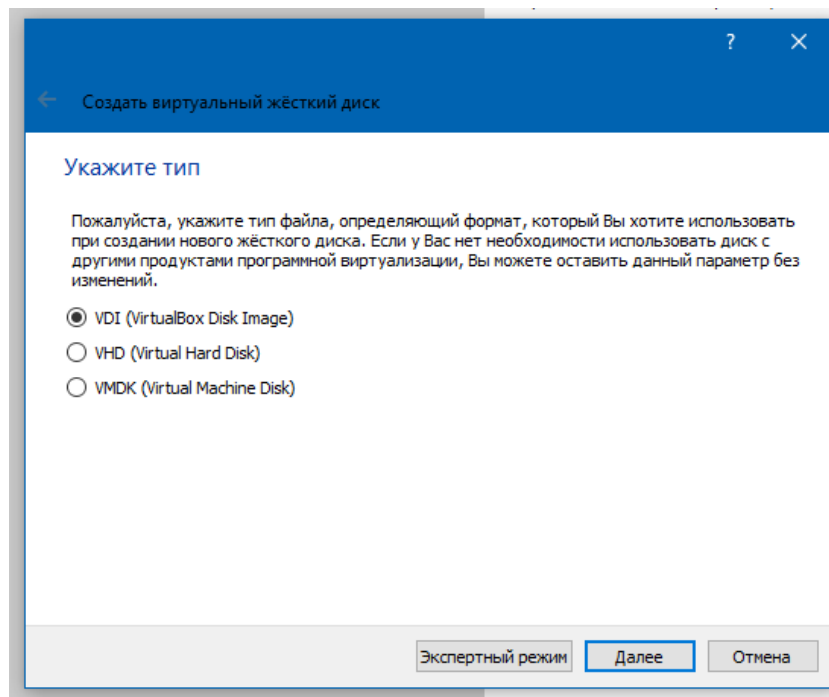 ?
Создать виртуальный жёсткий диск
Укажите тип
Пожалуйста, укажите тип файла, определяющий формат, который Вы хотите использовать
при создании нового жёсткого диска. Если у Вас нет необходимости использовать диск с
другими продуктами программной виртуализации, Вы можете оставить данный параметр без
изменений.
VDI (VirtualBox Disk Image)
VHD (Virtual Hard Disk)
VMDK (Virtual Machine Disk)
Экспертный режим Далее Отмена